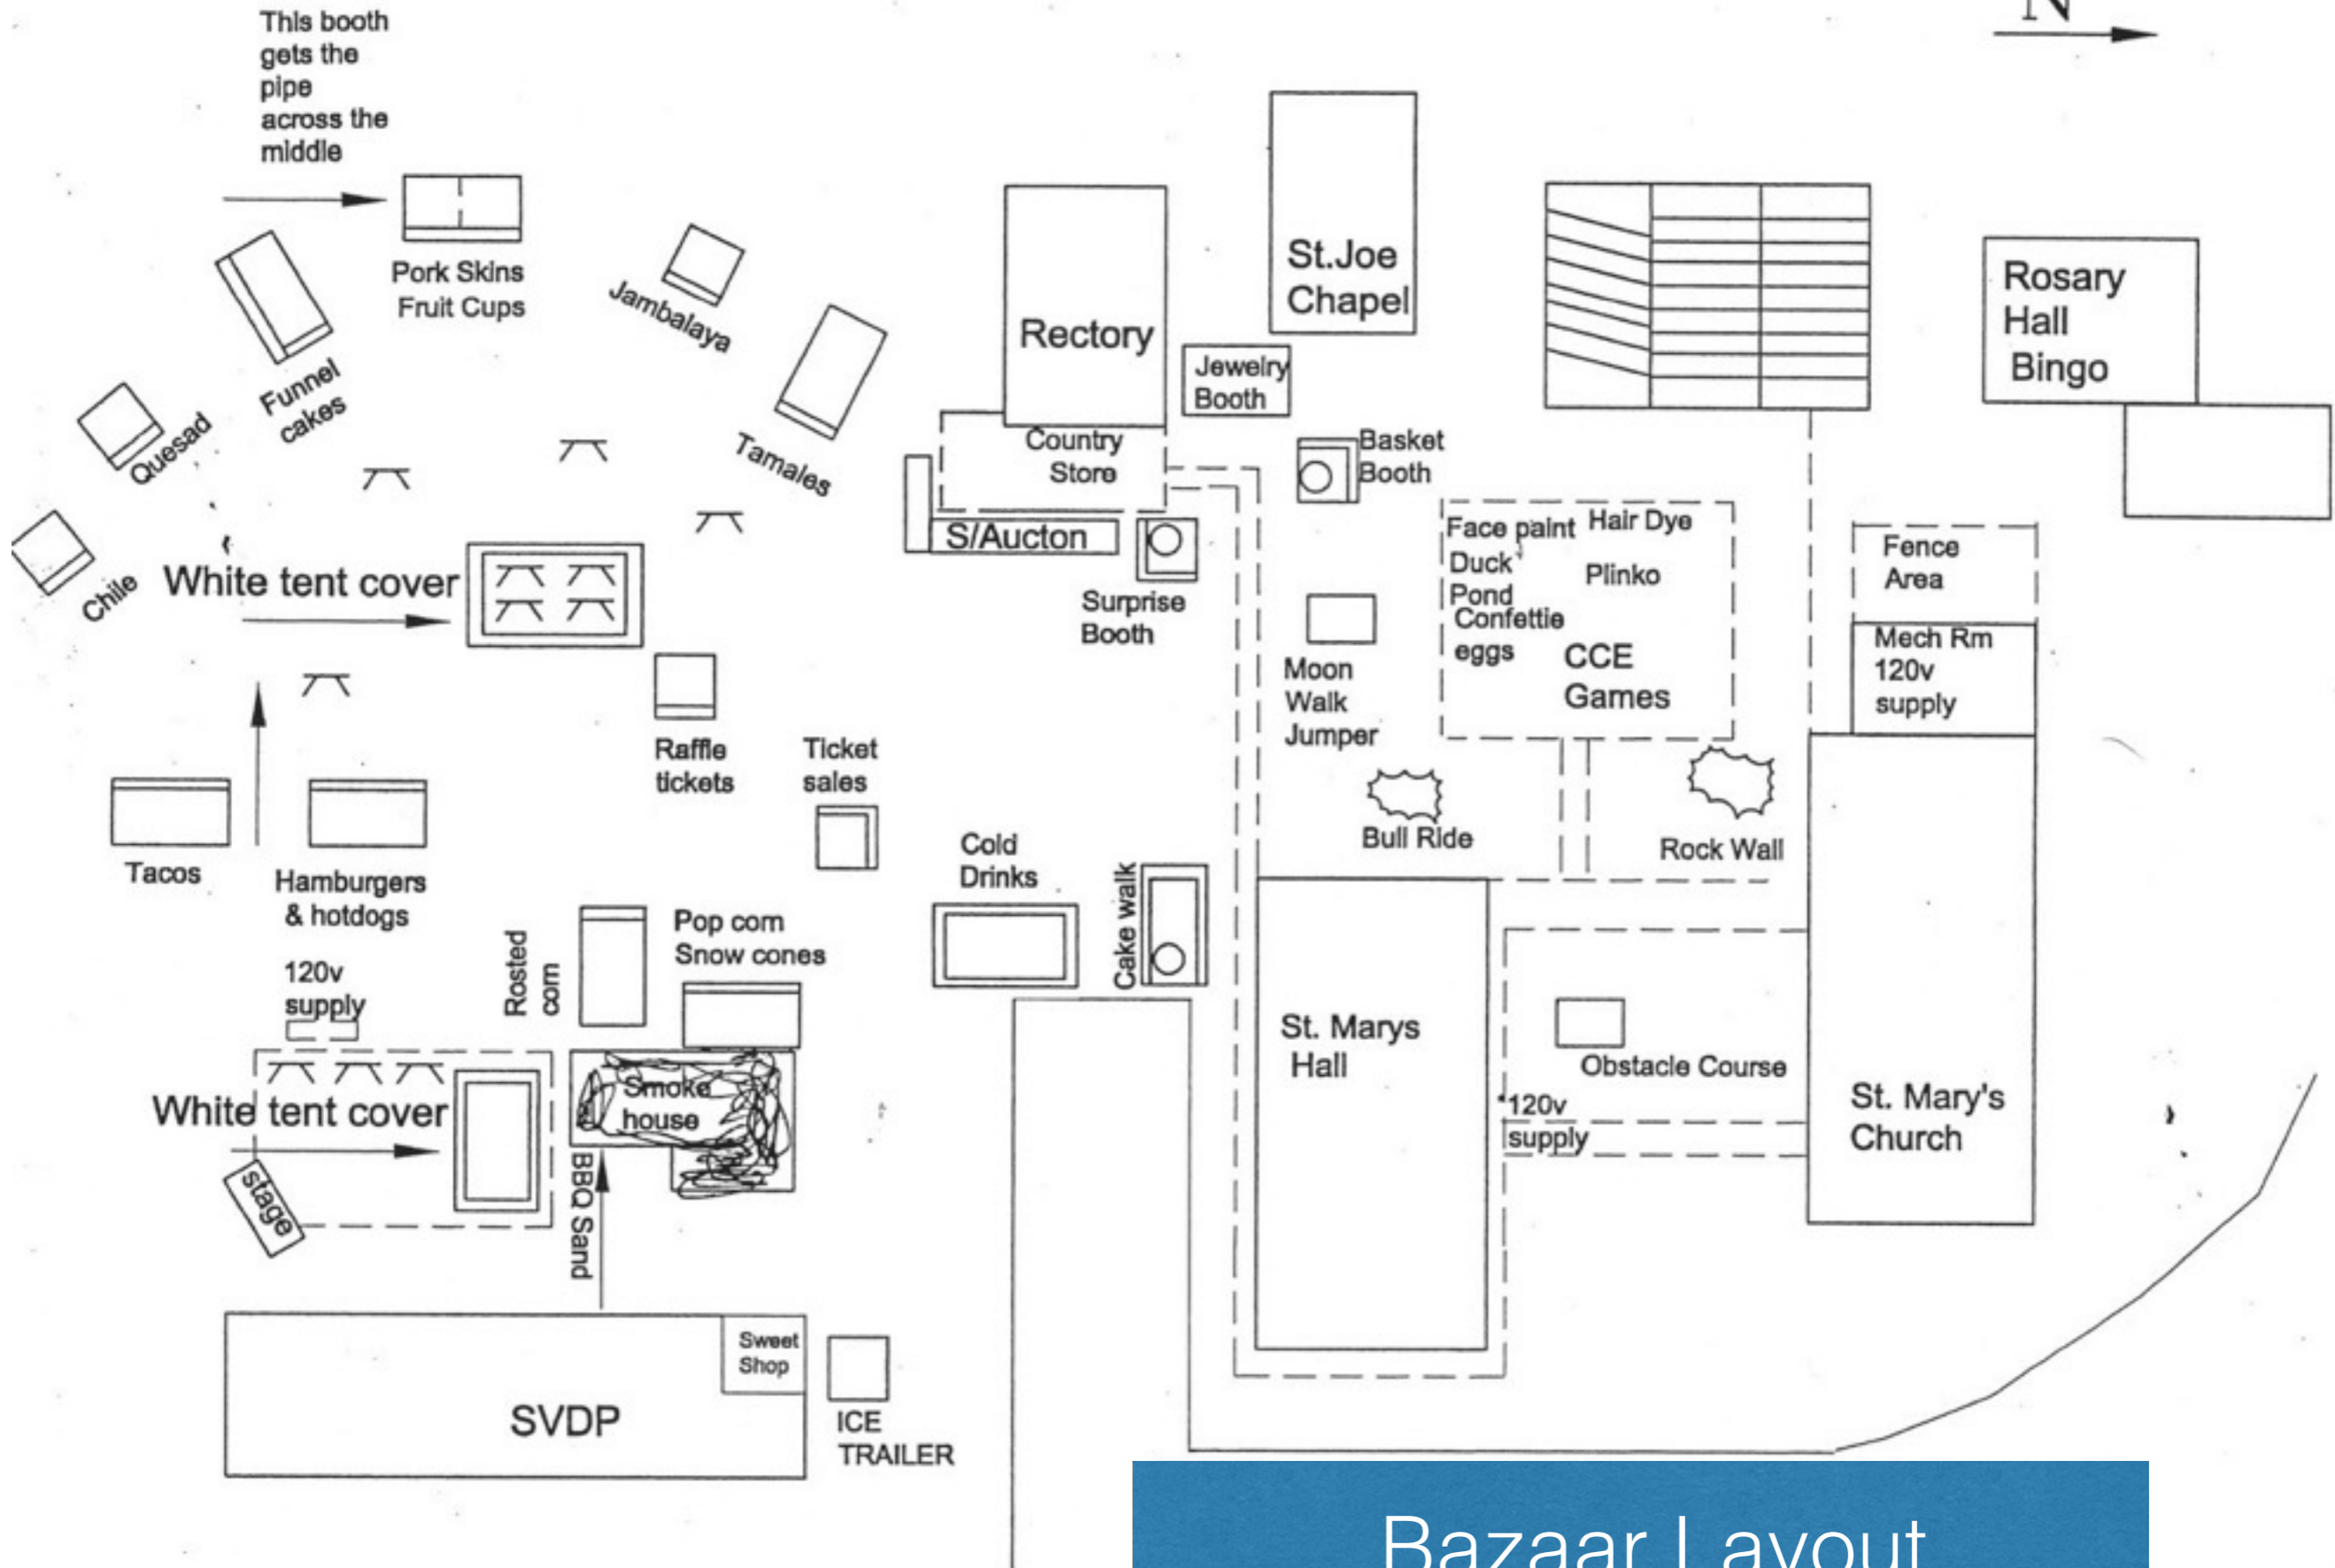 This booth
gets the
pipe
across the
middle
N
Pork Skins
Fruit Cups
Funnel
cakes
Quesad
Chile
Jambalaya
Tamales
Rectory
St.Joe
Chapel
Jewelry
Booth
Rosary
Hall
Bingo
Country
Store
Basket
Booth
S/Aucton
Surprise
Booth
Face paint
Hair Dye
Duck
Pond
Plinko
Confettie
eggs
CCE
Games
Fence
Area
Mech Rm
120v
supply
White tent cover
Moon
Walk
Jumper
Raffle
tickets
Ticket
sales
Bull Ride
Rock Wall
Tacos
Hamburgers
& hotdogs
Cold
Drinks
Cake walk
Rosted
corn
Pop corn
Snow cones
120v
supply
St. Marys
Hall
Obstacle Course
120v
supply
St. Mary's
Church
White tent cover
stage
Smoke
house
BBQ Sand
Sweet
Shop
SVDP
ICE
TRAILER
Bazaar Layout